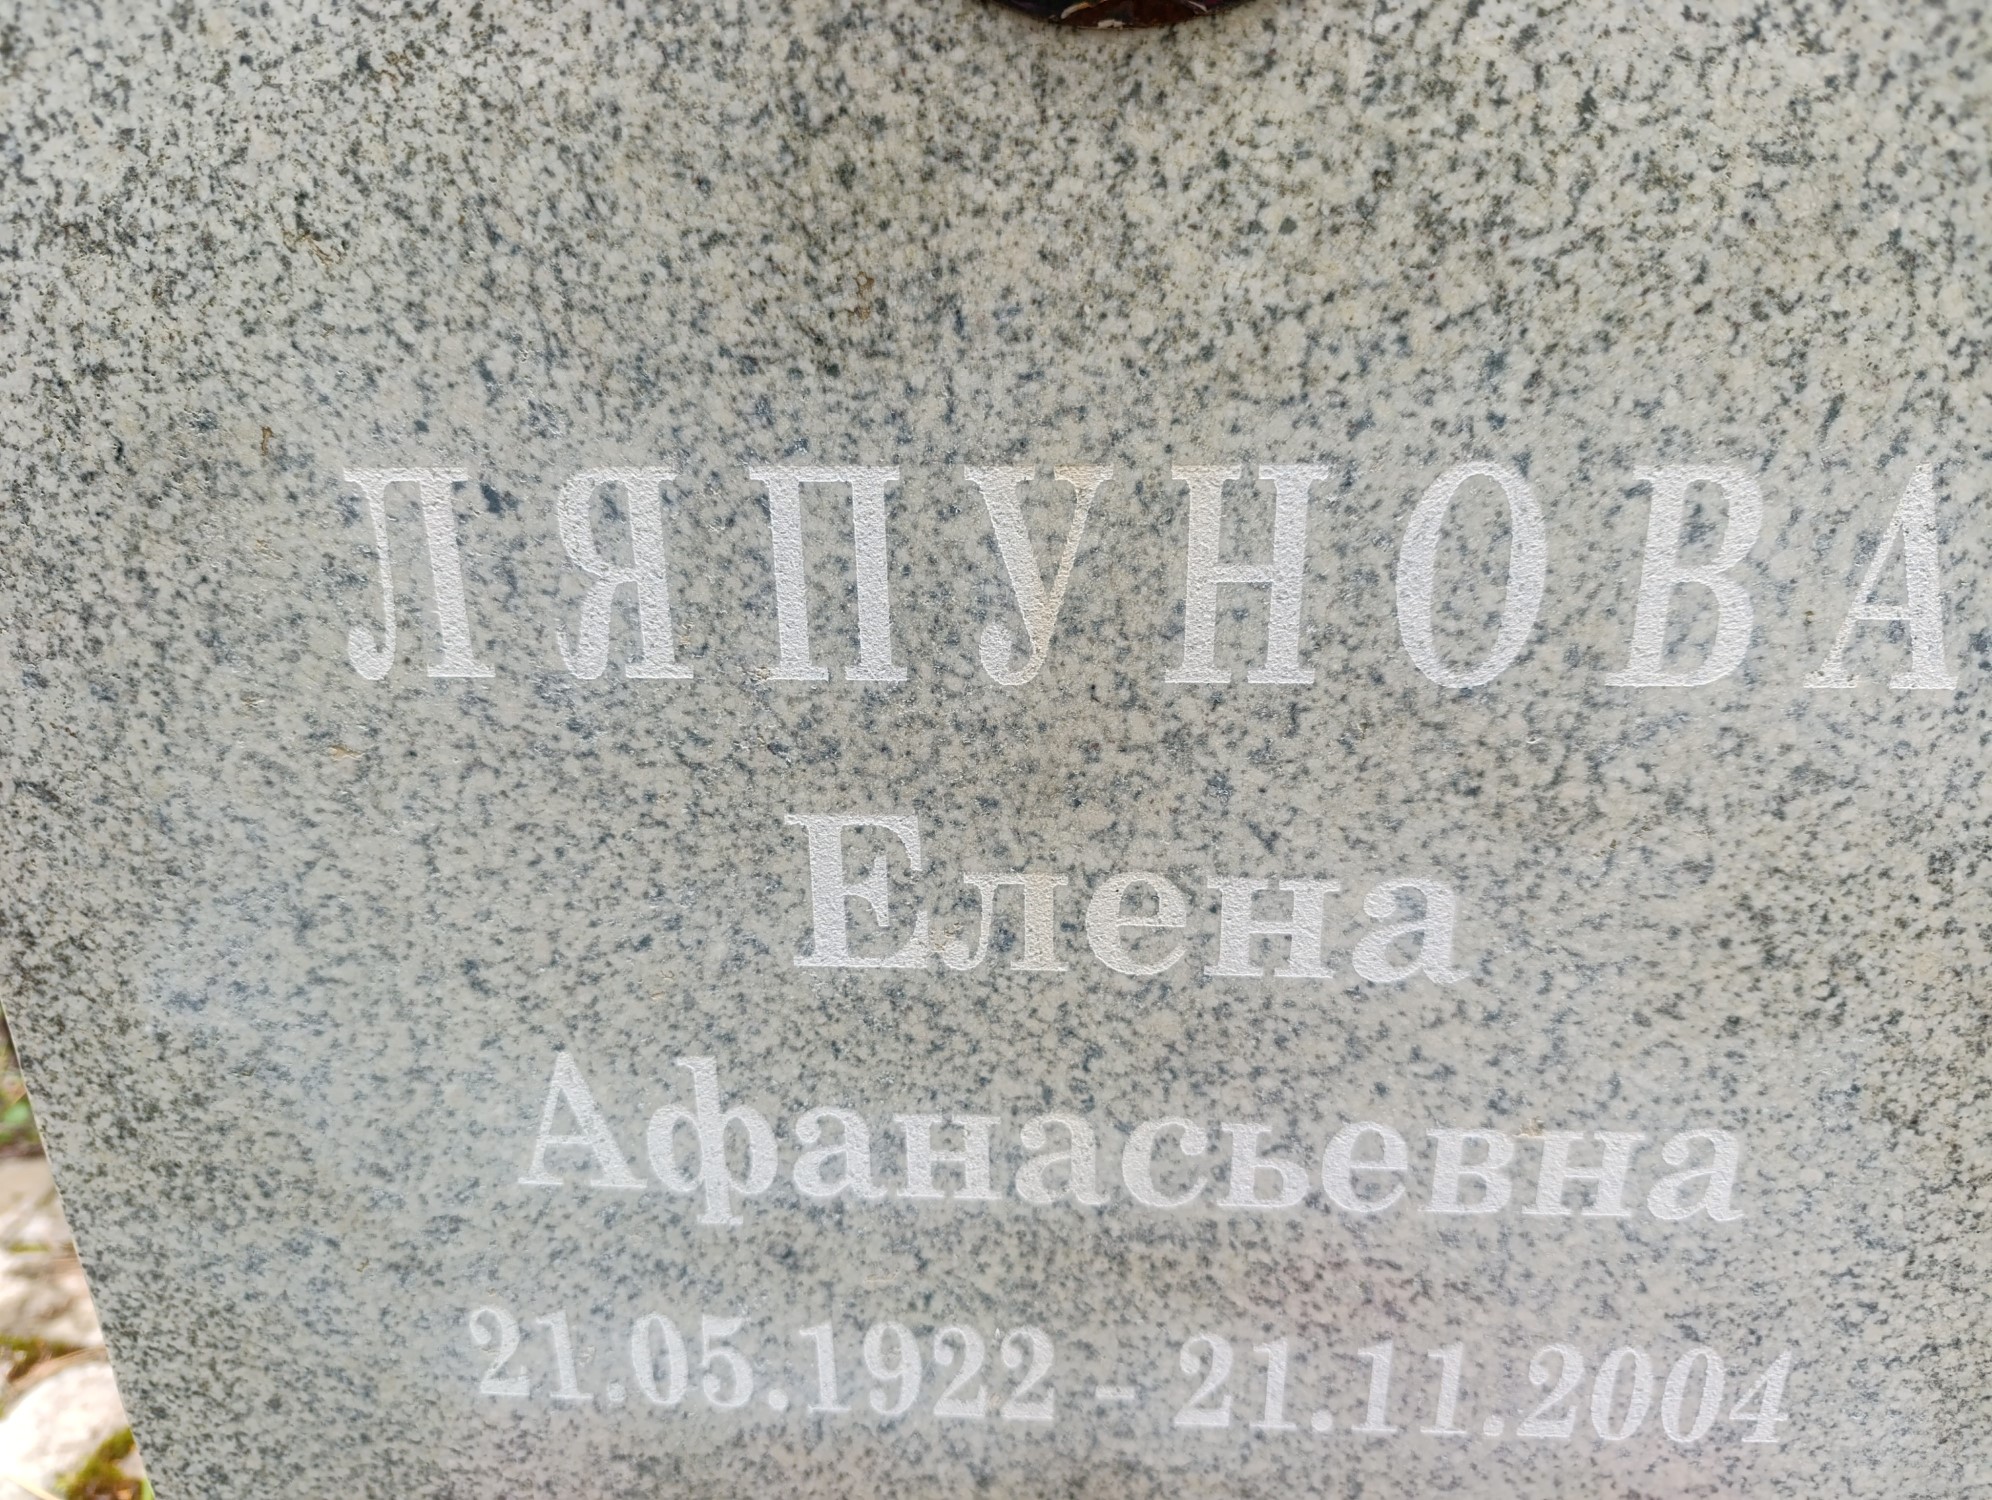 ЛЯПУНОВА
Елена
Афанасьевна
21.05.1922 - 21.11.2004